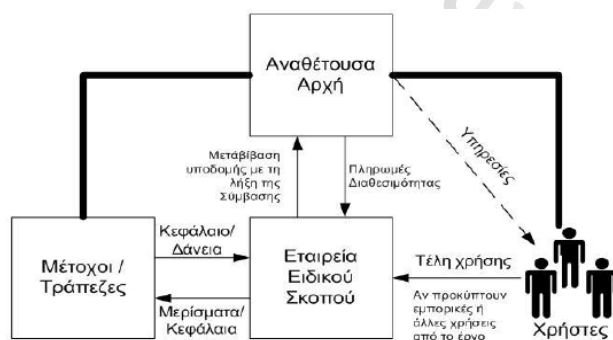 Αναθέτουσα
Αρχή
Μετάβίβαση
υποδομής με τη
λήξη της
Σύμβασης
Πληρωμές
Διαθεσιμότητας
Υπηρεσίες
Μέτοχοι /
Τράπεζες
Κεφάλαιο/
Δάνεια
Μερίσματα/
Κεφάλαια
Εταιρεία
Ειδικού
Σκοπού
Τέλη χρήσης
Αν προκύπτουν
εμπορικές ή
άλλες χρήσεις
από το έργο
Χρήστες